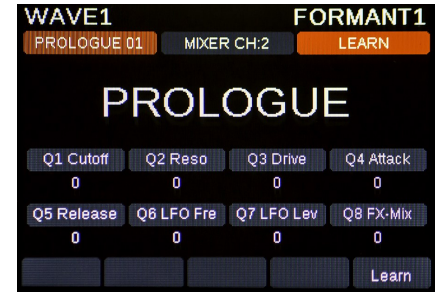 WAVE1 FORMANT1
PROLOGUE 01 MIXER CH:2 LEARN
PROLOGUE
Q1 Cutoff Q2 Reso Q3 Drive Q4 Attack
0 0 0 0
Q5 Release Q6 LFO Fre Q7 LFO Lev Q8 FX-Mix
0 0 0 0
Learn